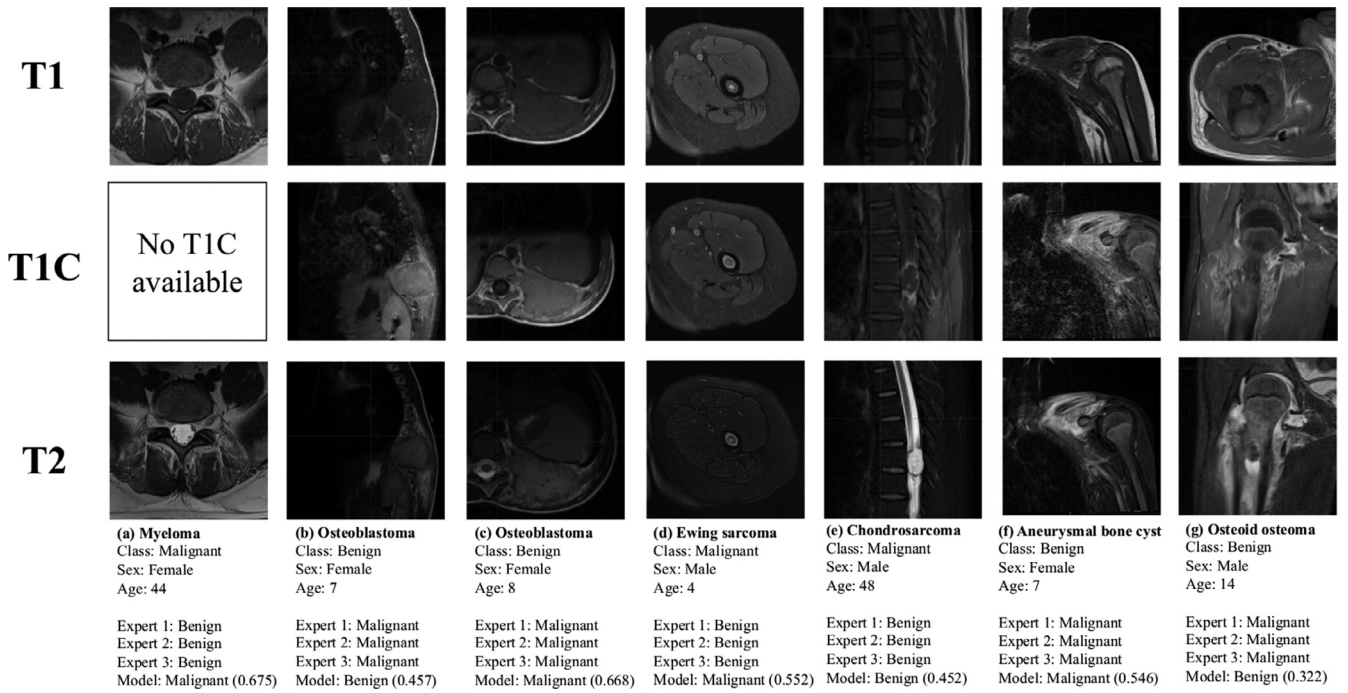 T1
T1C
No T1C
available
T2
(a) Myeloma
Class: Malignant
Sex: Female
Age: 44
Expert 1: Benign
Expert 2: Benign
Expert 3: Benign
Model: Malignant (0.675)
(b) Osteoblastoma
Class: Benign
Sex: Female
Age: 7
Expert 1: Malignant
Expert 2: Malignant
Expert 3: Malignant
Model: Benign (0.457)
(c) Osteoblastoma
Class: Benign
Sex: Female
Age: 8
Expert 1: Malignant
Expert 2: Malignant
Expert 3: Malignant
Model: Malignant (0.668)
(d) Ewing sarcoma
Class: Malignant
Sex: Male
Age: 4
Expert 1: Benign
Expert 2: Benign
Expert 3: Benign
Model: Malignant (0.552)
(e) Chondrosarcoma
Class: Malignant
Sex: Male
Age: 48
Expert 1: Benign
Expert 2: Benign
Expert 3: Benign
Model: Benign (0.452)
(f) Aneurysmal bone cyst
Class: Benign
Sex: Female
Age: 7
Expert 1: Malignant
Expert 2: Malignant
Expert 3: Malignant
Model: Malignant (0.546)
(g) Osteoid osteoma
Class: Benign
Sex: Male
Age: 14
Expert 1: Malignant
Expert 2: Malignant
Expert 3: Malignant
Model: Benign (0.322)